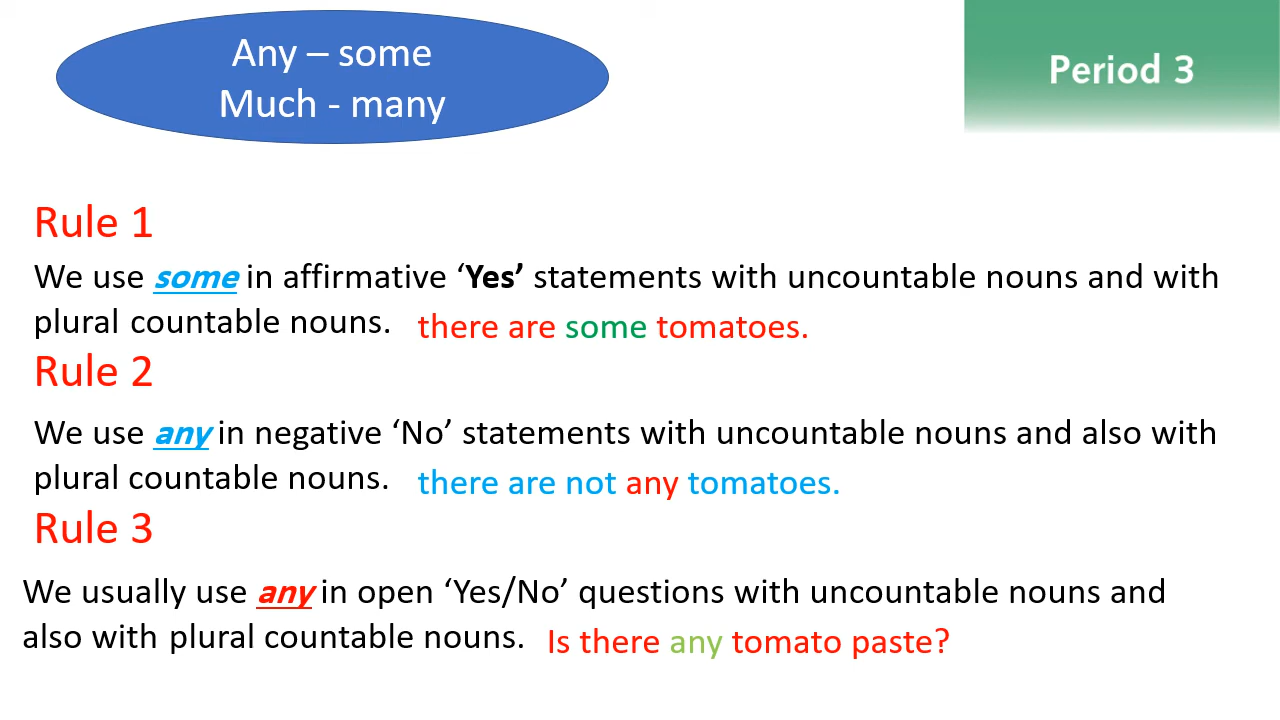 Any – some
Much - many
Period 3
Rule 1
We use some in affirmative ‘Yes’ statements with uncountable nouns and with
plural countable nouns. there are some tomatoes.
Rule 2
We use any in negative ‘No’ statements with uncountable nouns and also with
plural countable nouns. there are not any tomatoes.
Rule 3
We usually use any in open ‘Yes/No’ questions with uncountable nouns and
also with plural countable nouns. Is there any tomato paste?